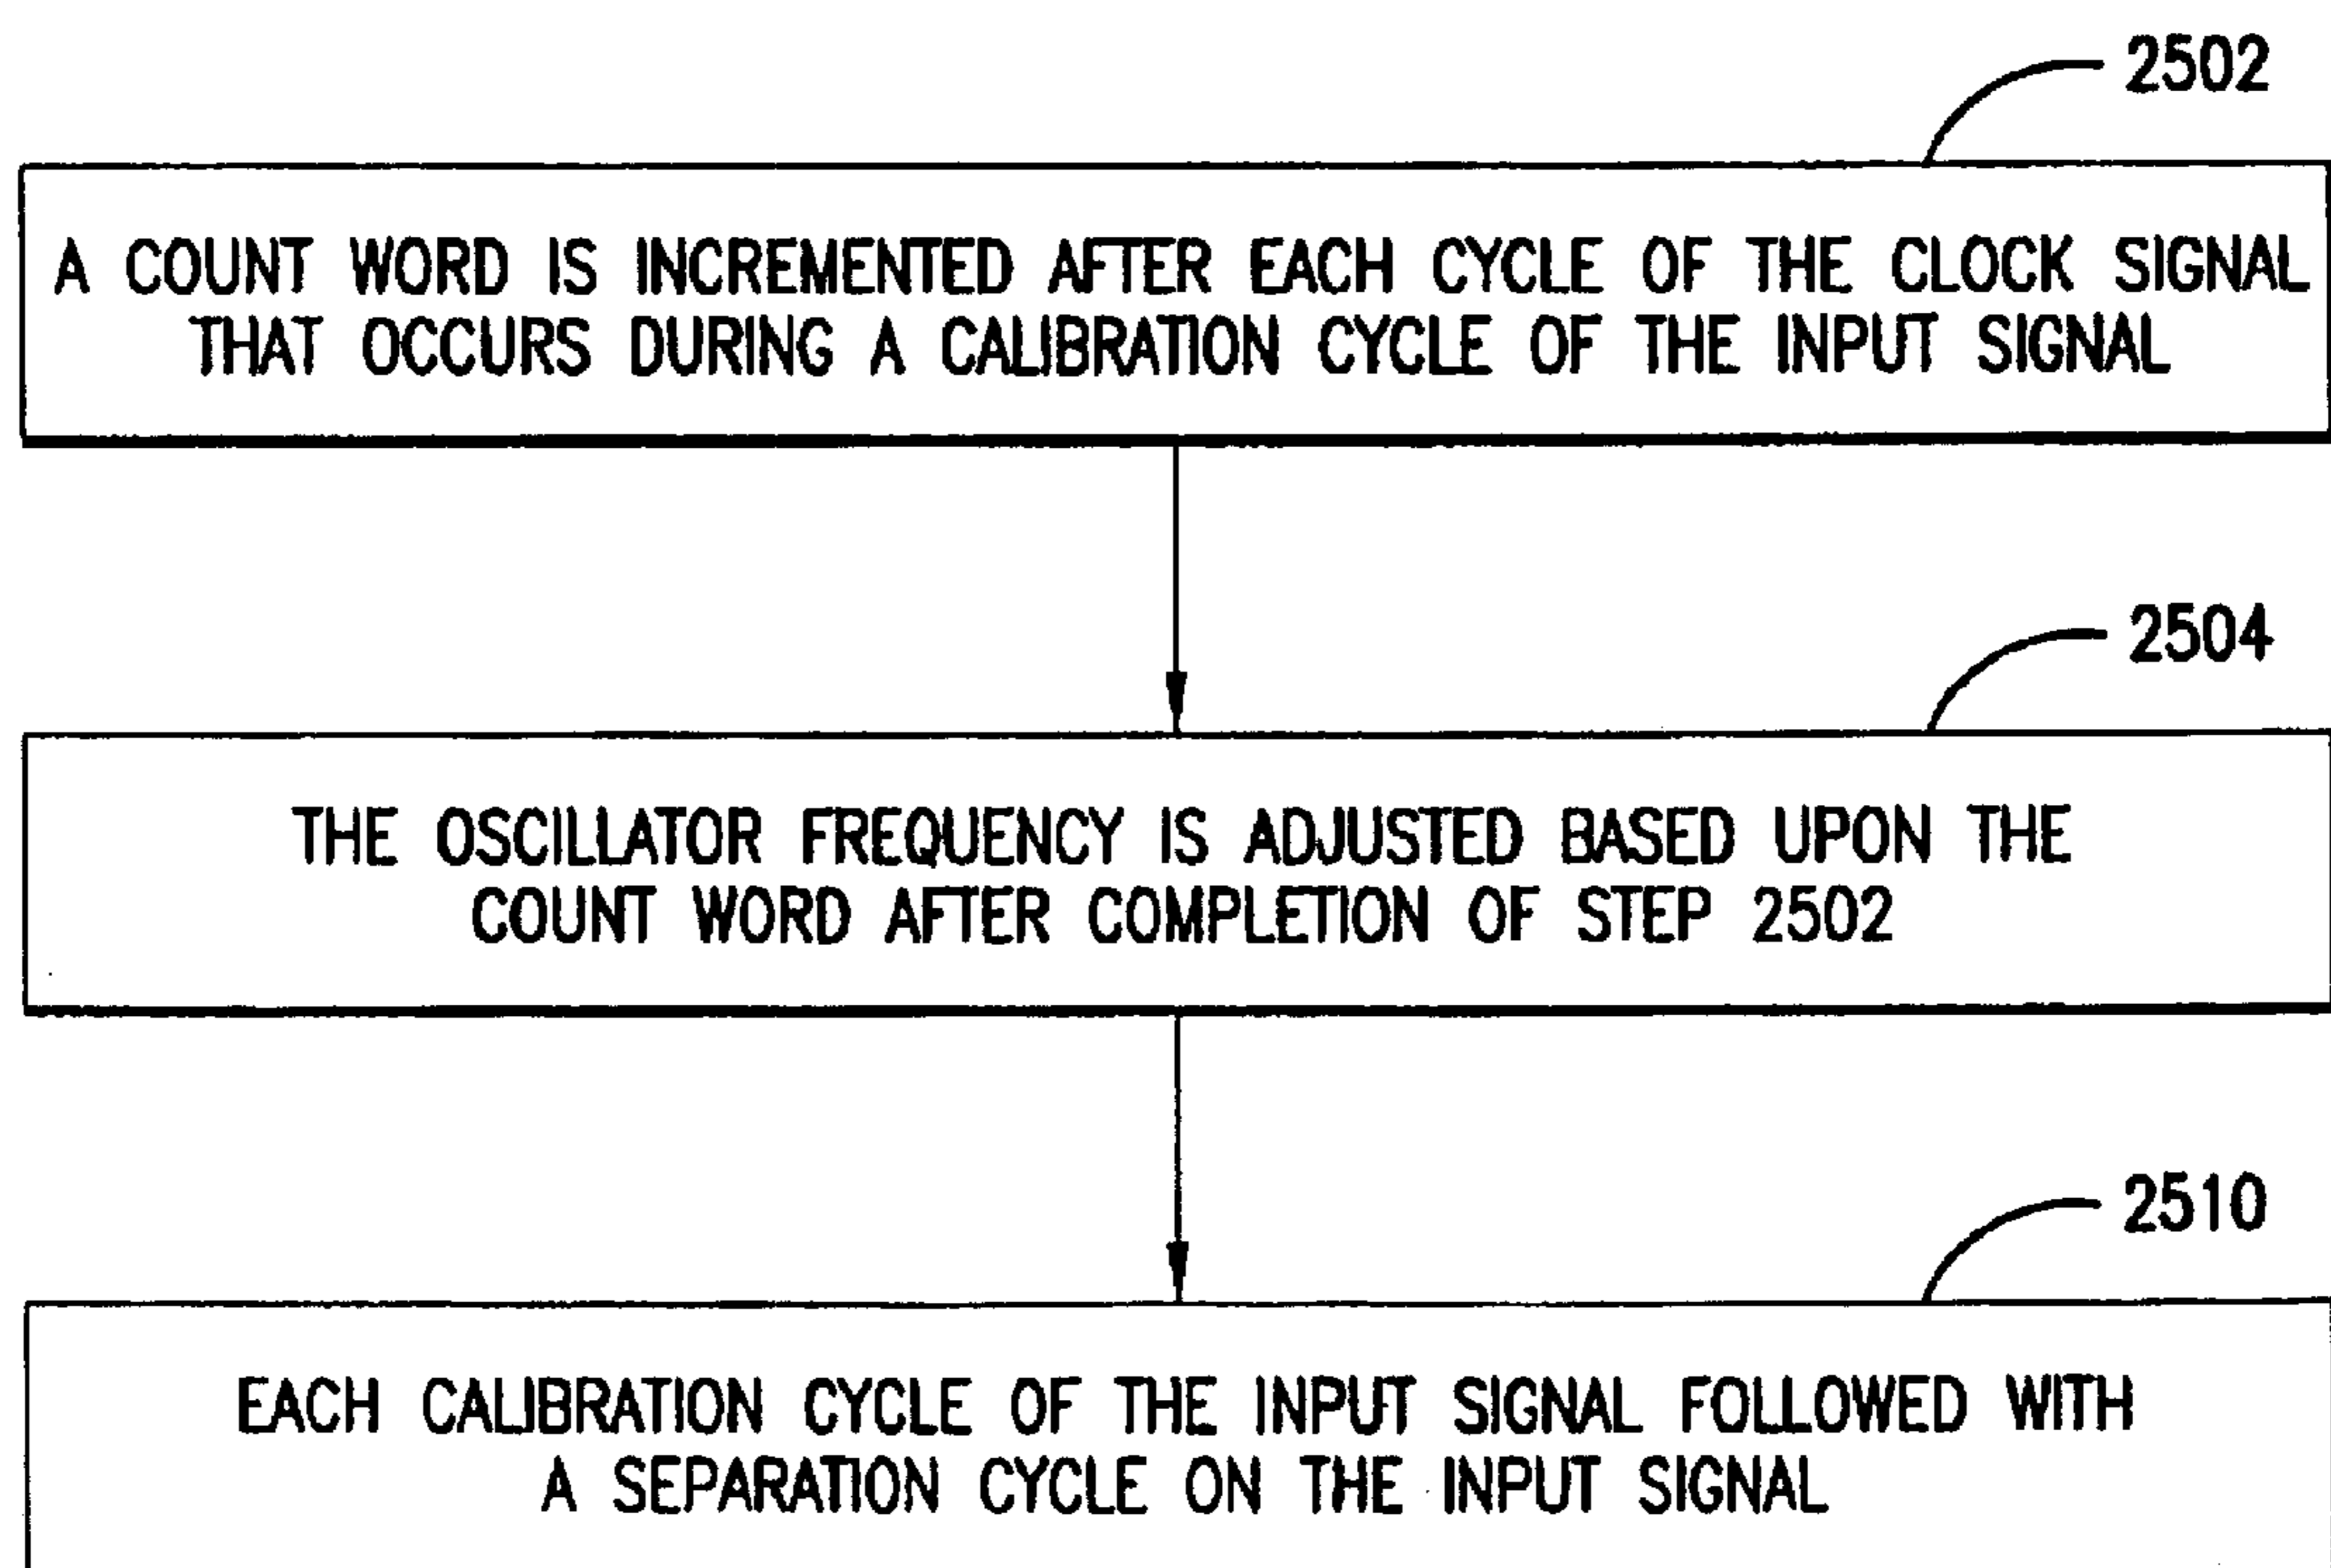 2502
A COUNT WORD IS INCREMENTED AFTER EACH CYCLE OF THE CLOCK SIGNAL
THAT OCCURS DURING A CALIBRATION CYCLE OF THE INPUT SIGNAL
2504
THE OSCILLATOR FREQUENCY IS ADJUSTED BASED UPON THE
COUNT WORD AFTER COMPLETION OF STEP 2502
2510
EACH CALIBRATION CYCLE OF THE INPUT SIGNAL FOLLOWED WITH
A SEPARATION CYCLE ON THE INPUT SIGNAL